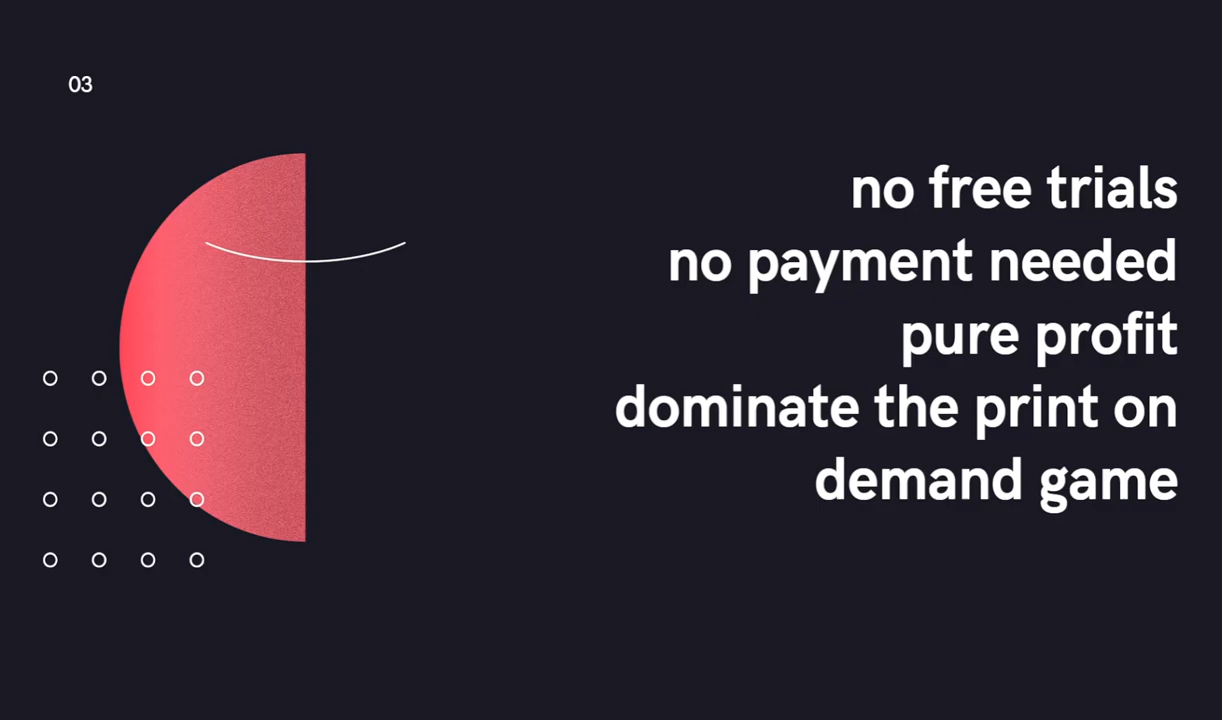 03
no free trials
no payment needed
pure profit
dominate the print on
demand game